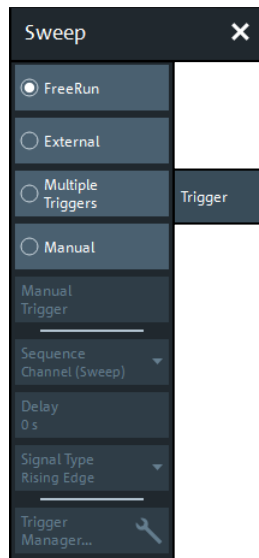 Sweep
FreeRun
External
Multiple
Triggers
Trigger
Manual
Manual
Trigger
Sequence
Channel (Sweep)
Delay
0 s
Signal Type
Rising Edge
Trigger
Manager...